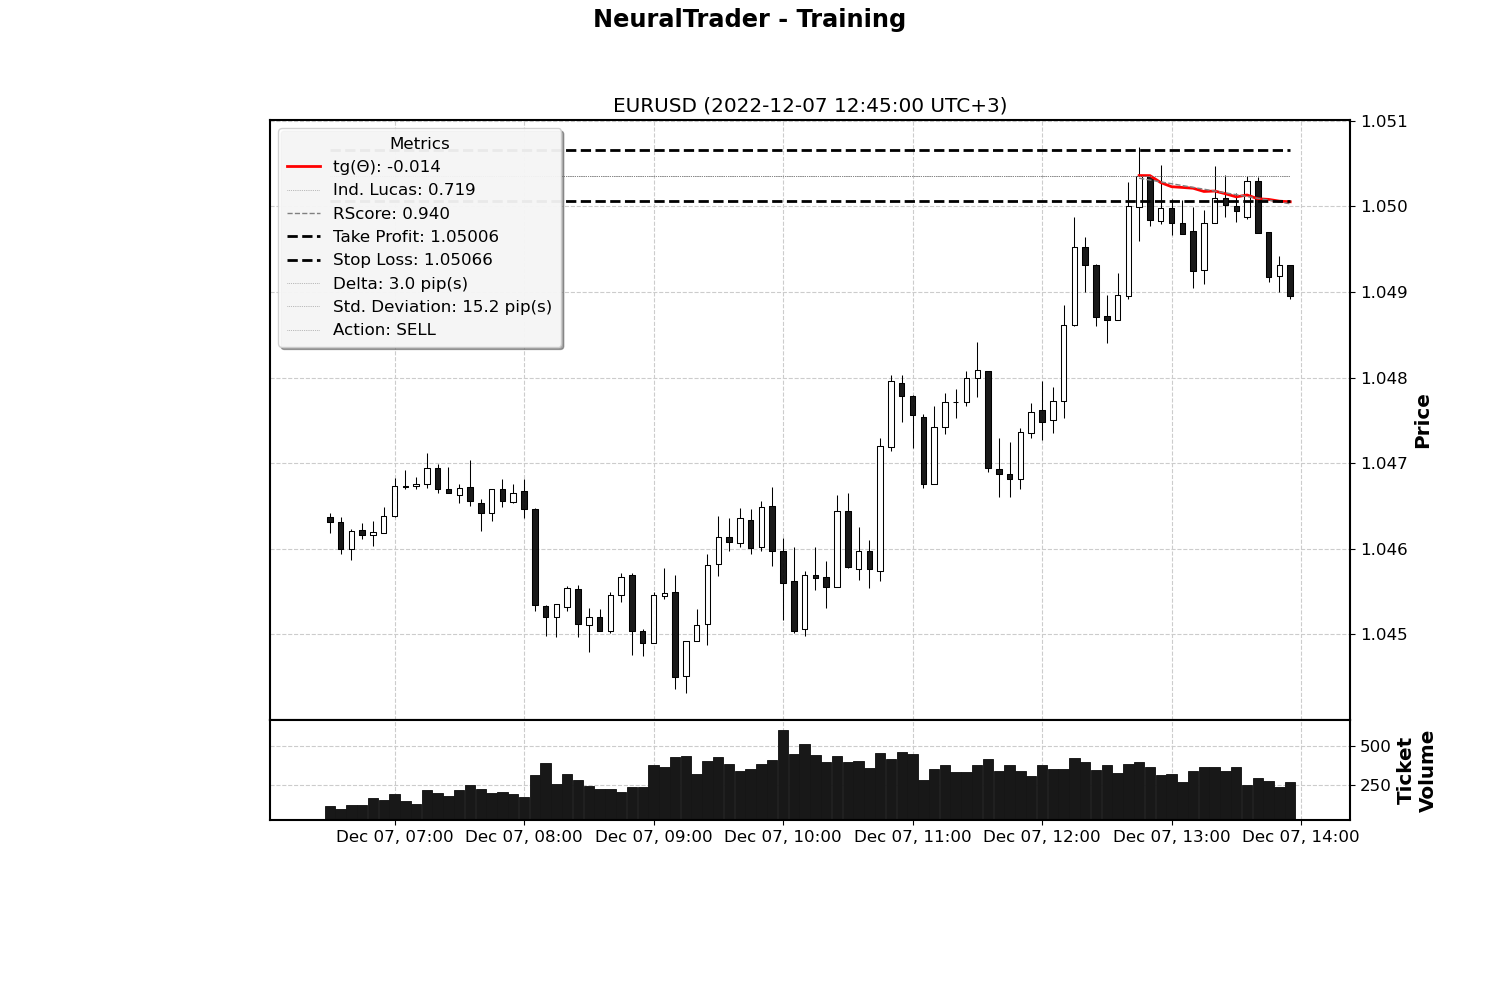 NeuralTrader - Training
EURUSD (2022-12-07 12:45:00 UTC+3)
Metrics
tg(Θ): -0.014
Ind. Lucas: 0.719
RScore: 0.940
Take Profit: 1.05006
Stop Loss: 1.05066
Delta: 3.0 pip(s)
Std. Deviation: 15.2 pip(s)
Action: SELL
1.051
1.050
1.049
1.048
1.047
1.046
1.045
Price
500
250
Ticket
Volume
Dec 07, 07:00 Dec 07, 08:00 Dec 07, 09:00 Dec 07, 10:00 Dec 07, 11:00 Dec 07, 12:00 Dec 07, 13:00 Dec 07, 14:00